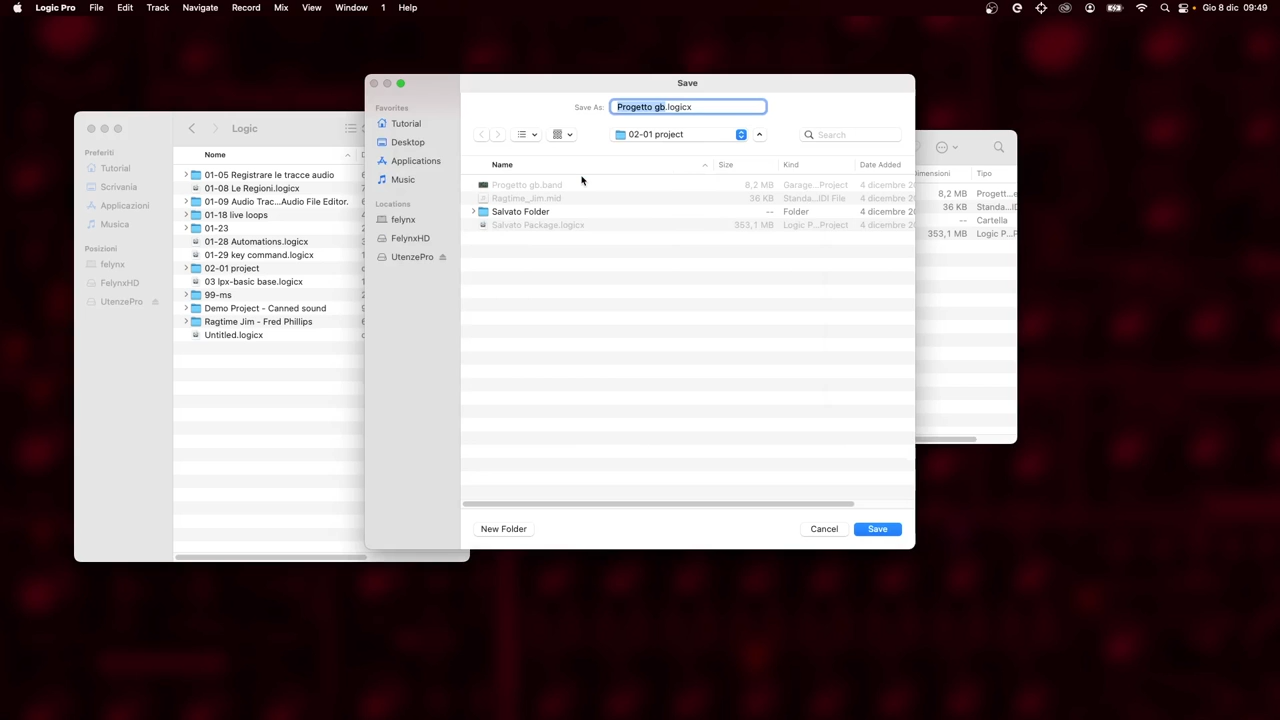 Logic Pro File Edit Track Navigate Record Mix View Window 1 Help Gio 8 dic 09:49
Save
Save As: Progetto gb.logicx
02-01 project Search
Favorites
Tutorial
Desktop
Applications
Music
Locations
felynx
FelynxHD
UtenzePro
Name Size Kind Date Added
Progetto gb.band 8,2 MB Garage...Project 4 dicembre 20
Ragtime_Jim.mid 36 KB Standa...IDI File 4 dicembre 20
Salvato Folder -- Folder 4 dicembre 20
Salvato Package.logicx 353,1 MB Logic P...Project 4 dicembre 20
New Folder Cancel Save
Logic
Preferiti
Tutorial
Scrivania
Applicazioni
Musica
Posizioni
felynx
FelynxHD
UtenzePro
Nome
01-05 Registrare le tracce audio
01-08 Le Regioni.logicx
01-09 Audio Trac...Audio File Editor.
01-18 live loops
01-23
01-28 Automations.logicx
01-29 key command.logicx
02-01 project
03 lpx-basic base.logicx
99-ms
Demo Project - Canned sound
Ragtime Jim - Fred Phillips
Untitled.logicx
Tipo
8,2 MB Progett...
36 KB Standa...IDI
-- Cartella
353,1 MB Logic P...P